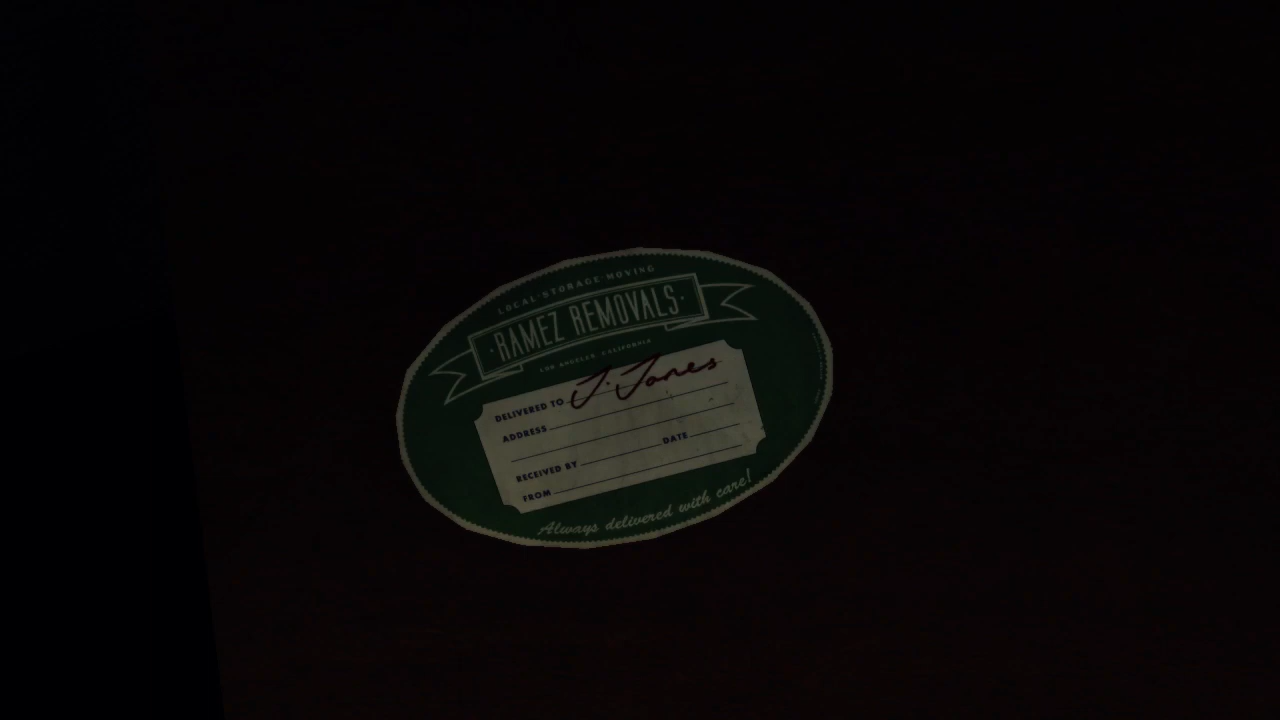 LOCAL·STORAGE·MOVING
·RAMEZ REMOVALS·
LOS ANGELES, CALIFORNIA
DELIVERED TO J. Jones
ADDRESS
RECEIVED BY DATE
FROM
Always delivered with care!